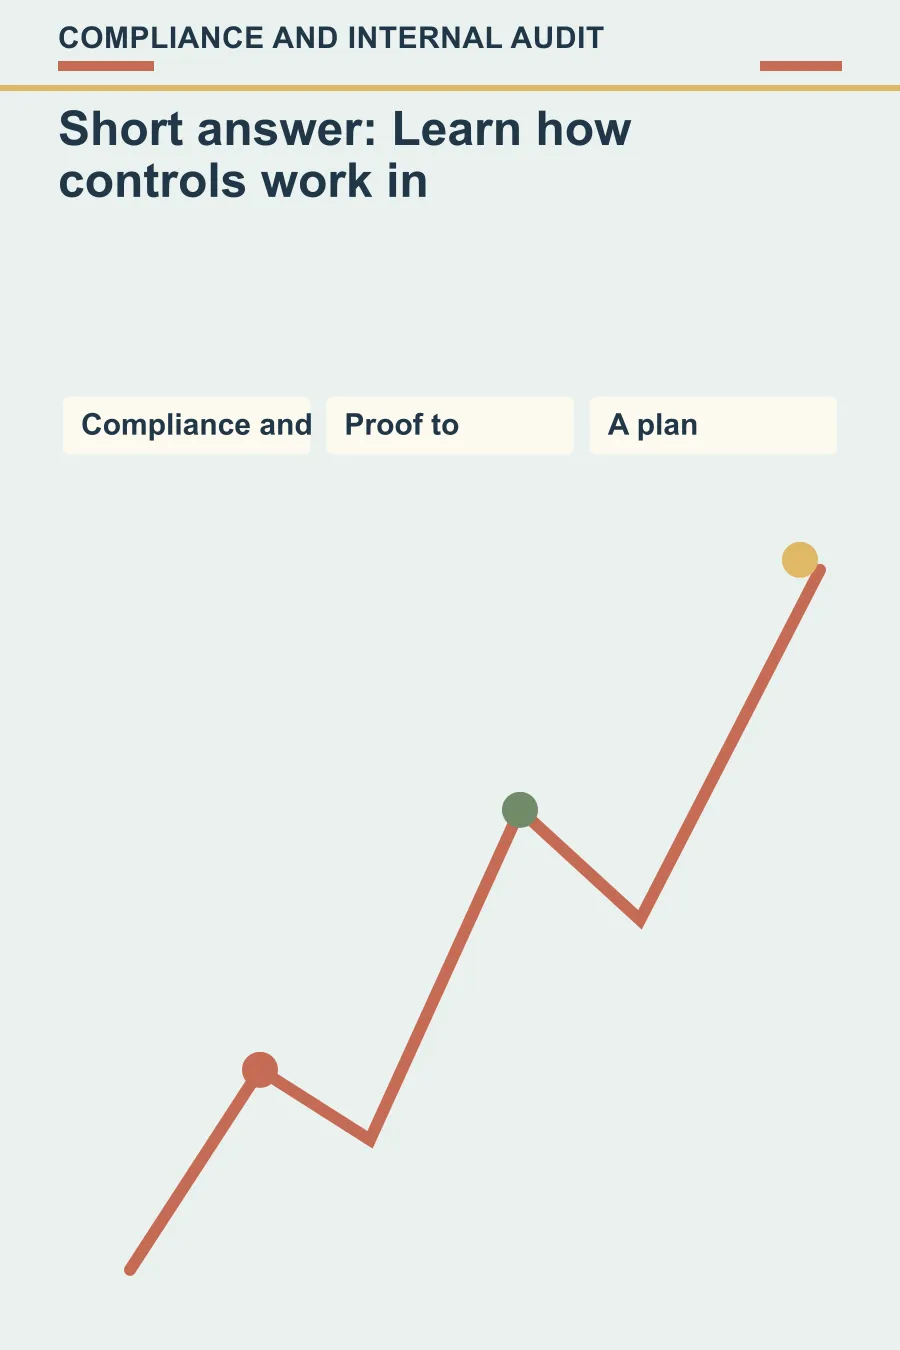 COMPLIANCE AND INTERNAL AUDIT
Short answer: Learn how
controls work in
Compliance and
Proof to
A plan